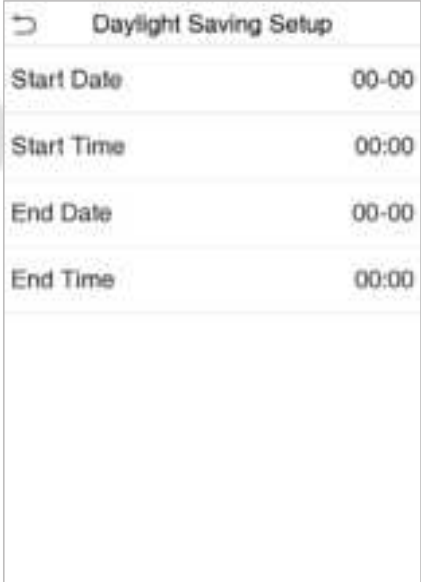 Daylight Saving Setup
Start Date 00-00
Start Time 00:00
End Date 00-00
End Time 00:00